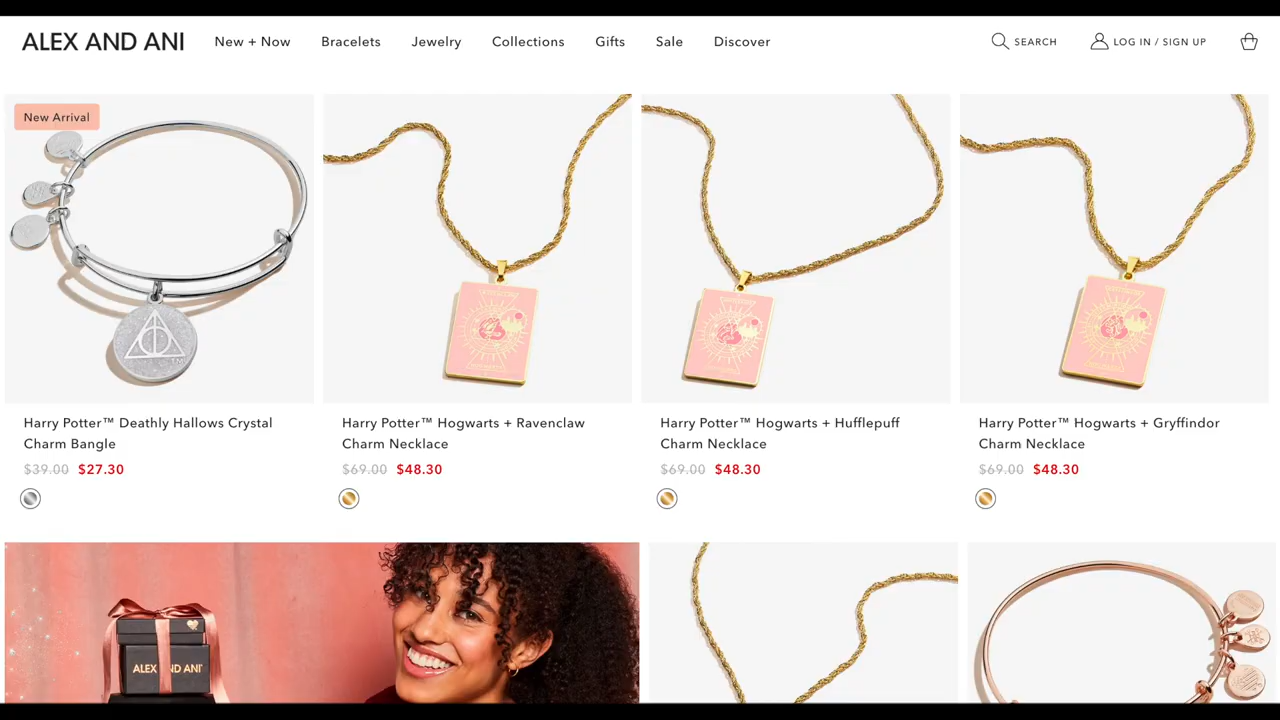 ALEX AND ANI
New + Now
Bracelets
Jewelry
Collections
Gifts
Sale
Discover
SEARCH
LOG IN / SIGN UP
New Arrival
Harry Potter™ Deathly Hallows Crystal
Charm Bangle
$39.00 $27.30
Harry Potter™ Hogwarts + Ravenclaw
Charm Necklace
$69.00 $48.30
Harry Potter™ Hogwarts + Hufflepuff
Charm Necklace
$69.00 $48.30
Harry Potter™ Hogwarts + Gryffindor
Charm Necklace
$69.00 $48.30
ALEX AND ANI